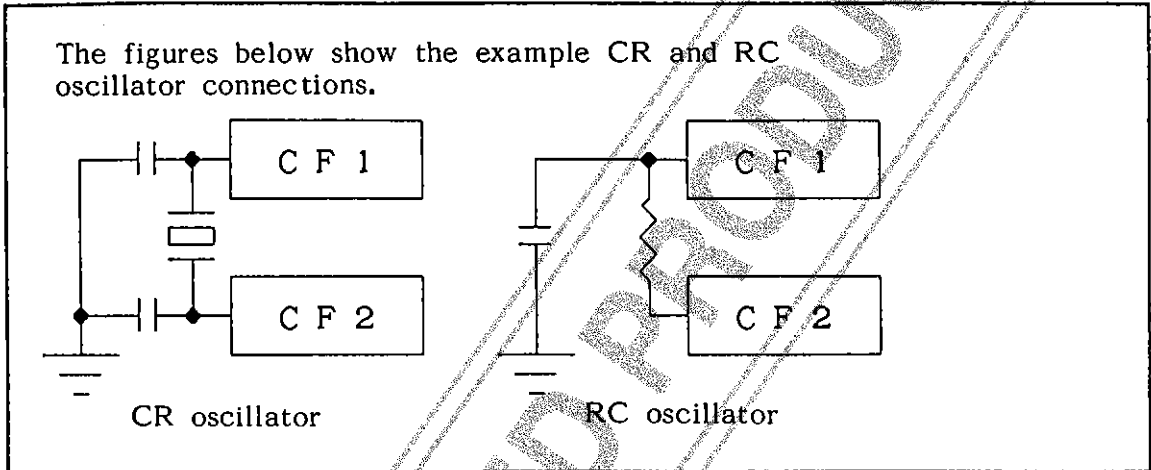 The figures below show the example CR and RC
oscillator connections.
C F 1
C F 1
C F 2
C F 2
CR oscillator
RC oscillator
D PRODU